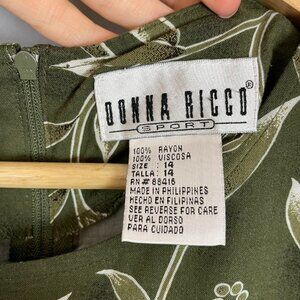 DONNA RICCO®
SPORT
100% RAYON
100% VISCOSA
SIZE : 14
TALLA : 14
RN# 88416
MADE IN PHILIPPINES
HECHO EN FILIPINAS
SEE REVERSE FOR CARE
VER AL DORSO
PARA CUIDADO